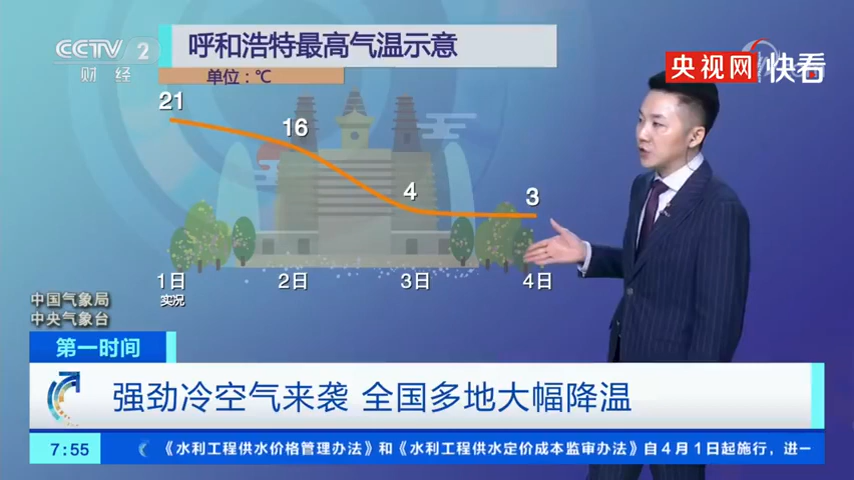 CCTV 2
财经
呼和浩特最高气温示意
单位：℃
央视网 快看
21
16
4
3
1日
2日
3日
4日
实况
中国气象局
中央气象台
第一时间
强劲冷空气来袭 全国多地大幅降温
7:55
《水利工程供水价格管理办法》和《水利工程供水定价成本监审办法》自4月1日起施行，进一